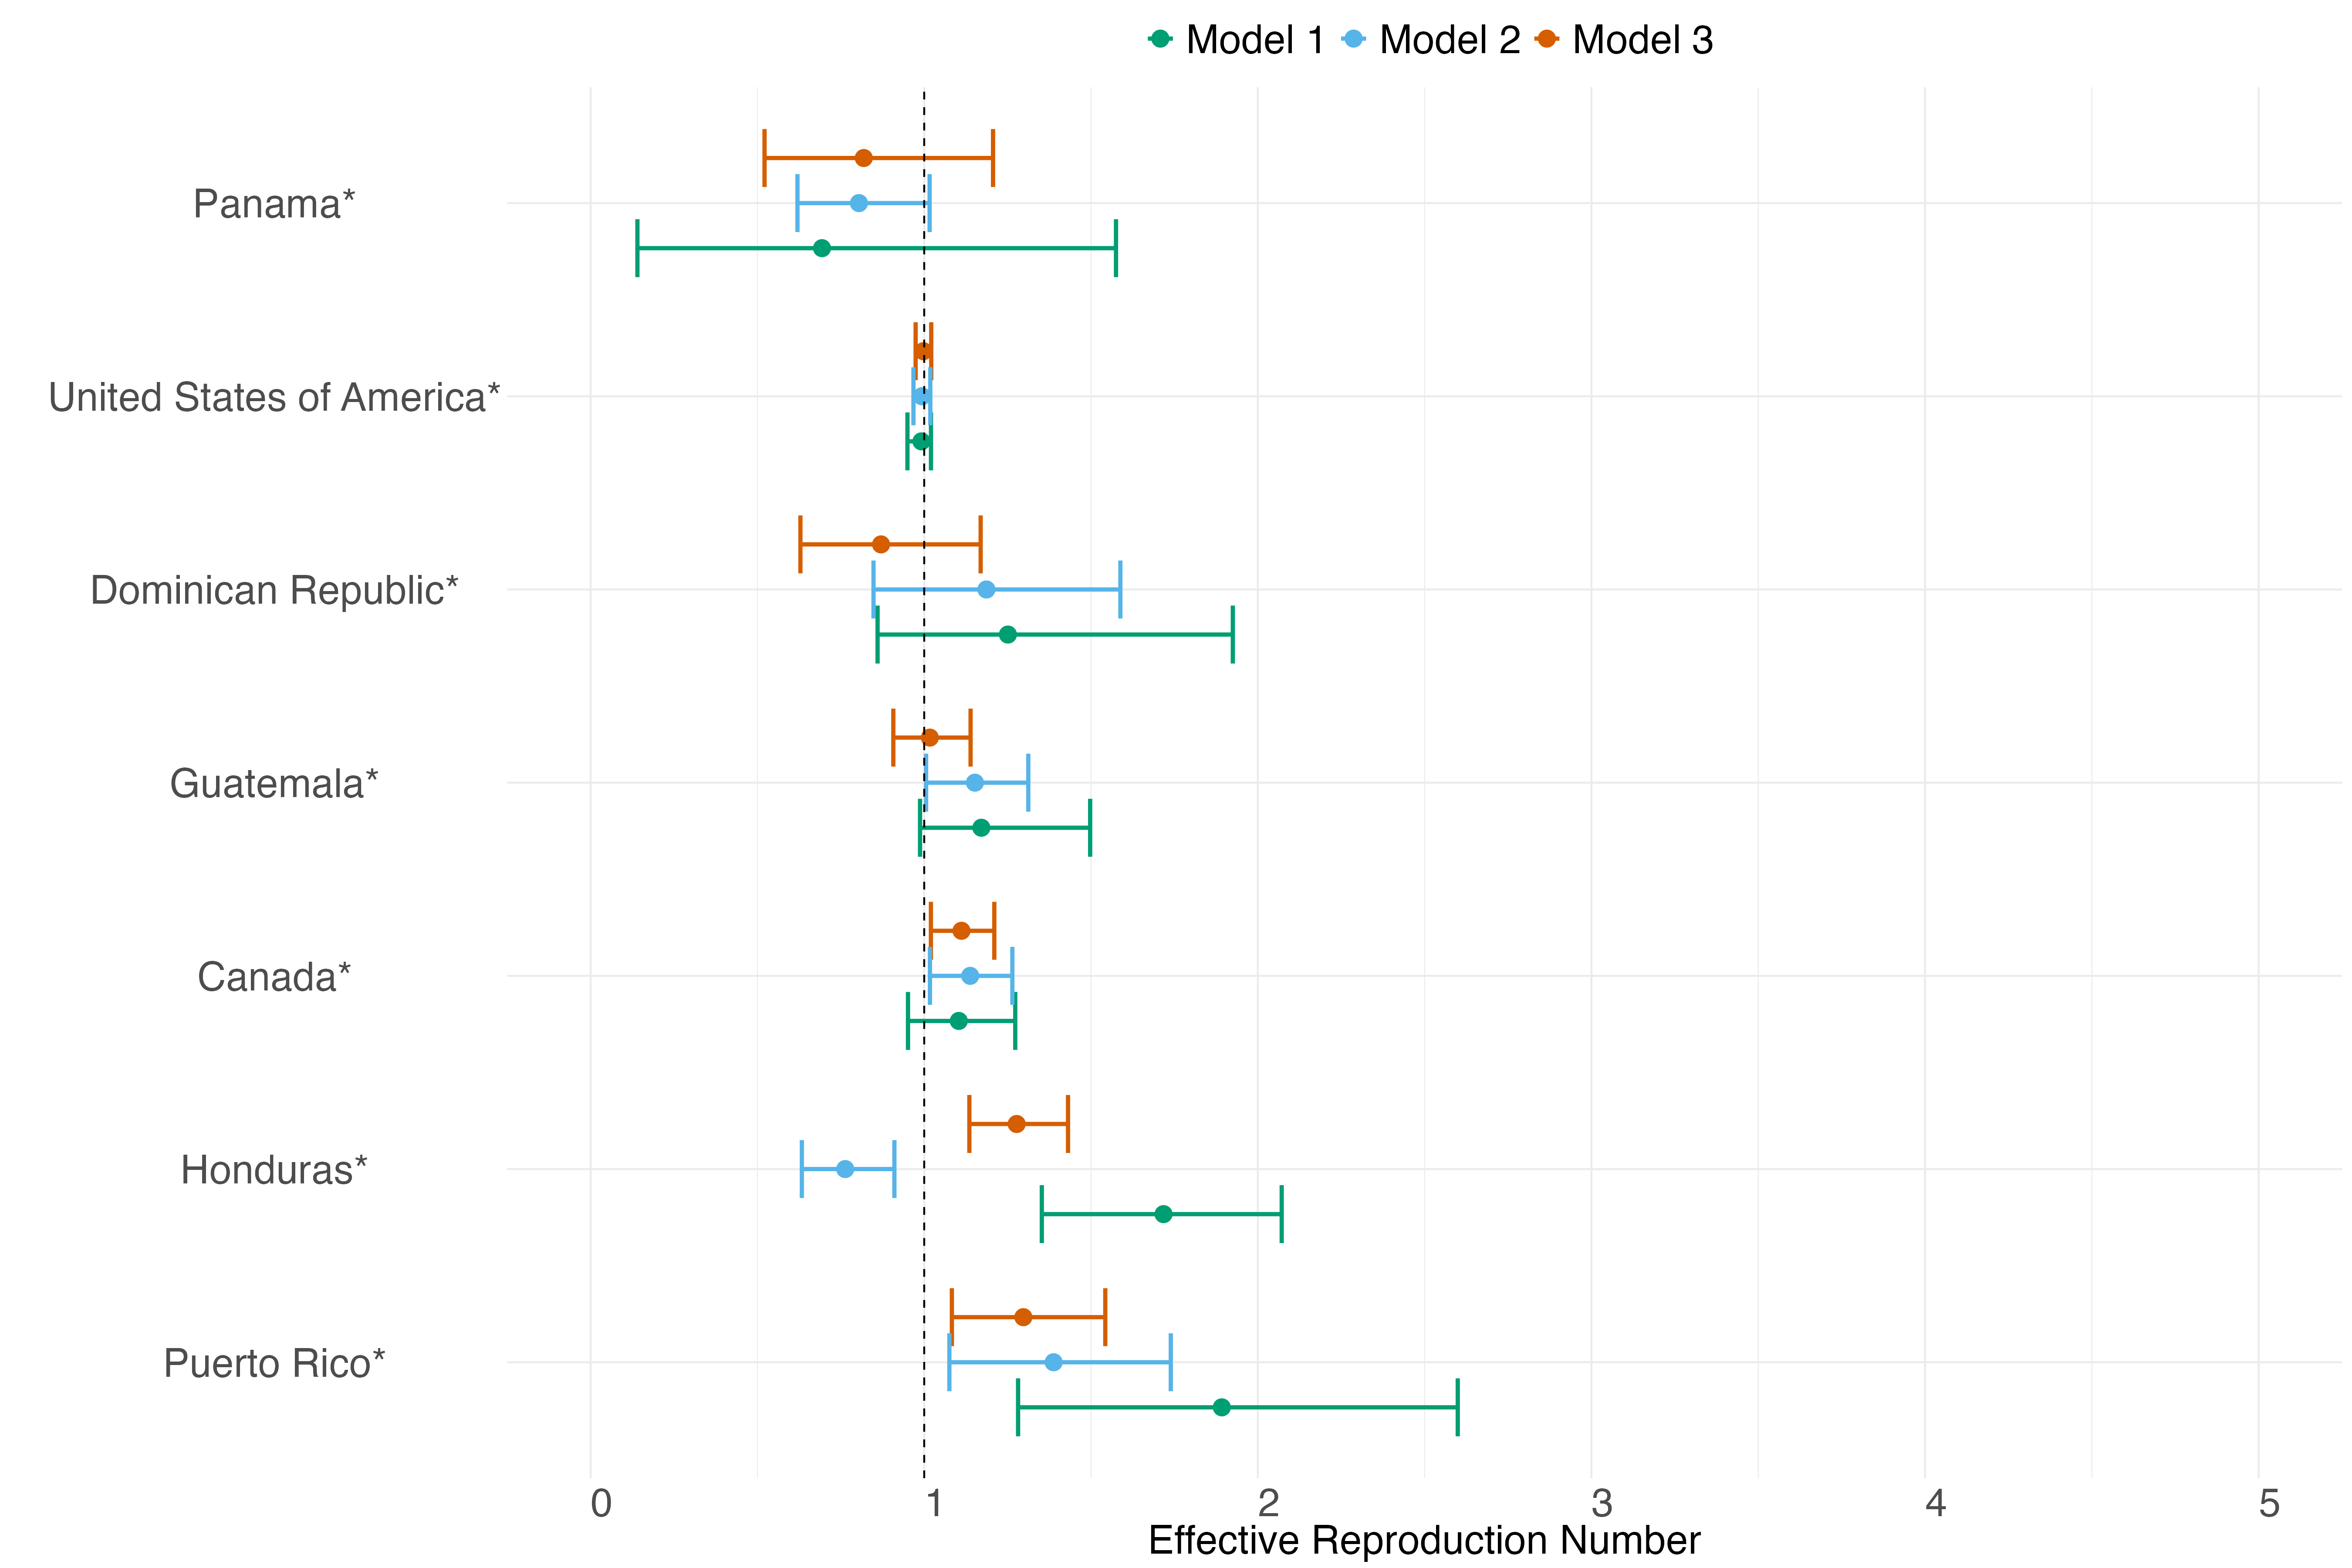 Model 1 Model 2 Model 3
Panama*
United States of America*
Dominican Republic*
Guatemala*
Canada*
Honduras*
Puerto Rico*
0 1 2 3 4 5
Effective Reproduction Number